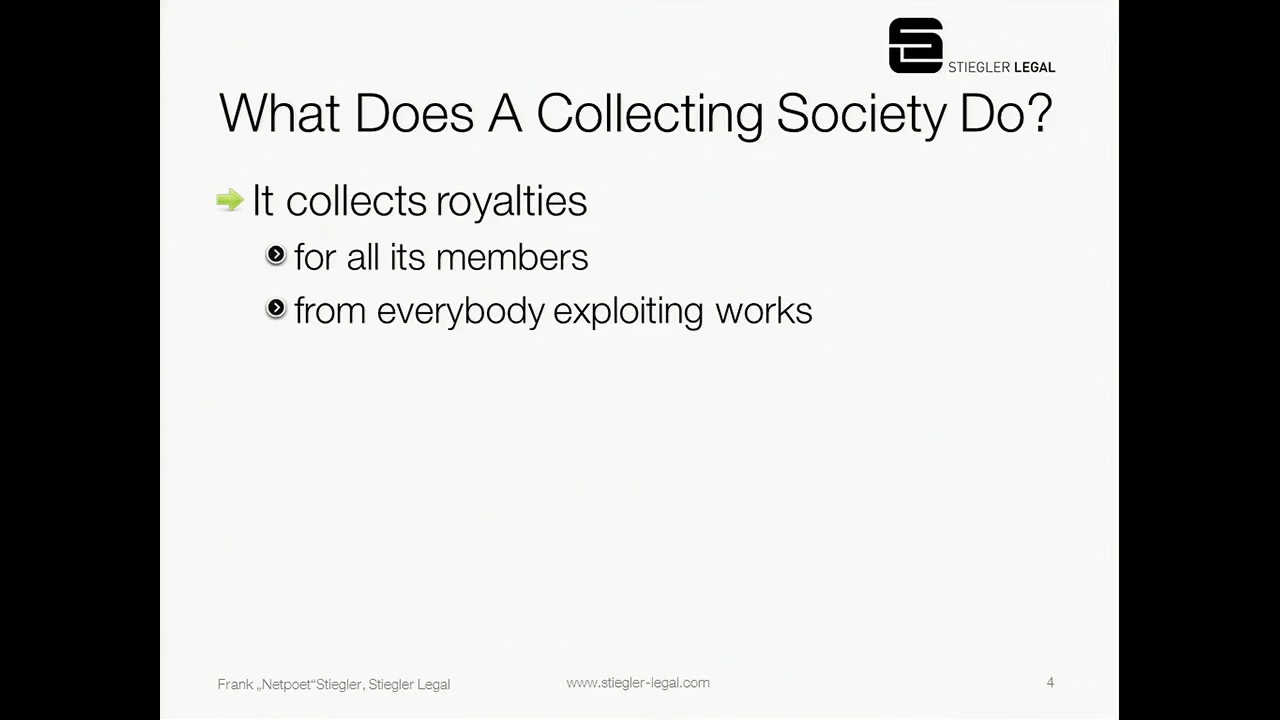 STIEGLER LEGAL
What Does A Collecting Society Do?
It collects royalties
for all its members
from everybody exploiting works
Frank „Netpoet“Stiegler, Stiegler Legal
www.stiegler-legal.com
4